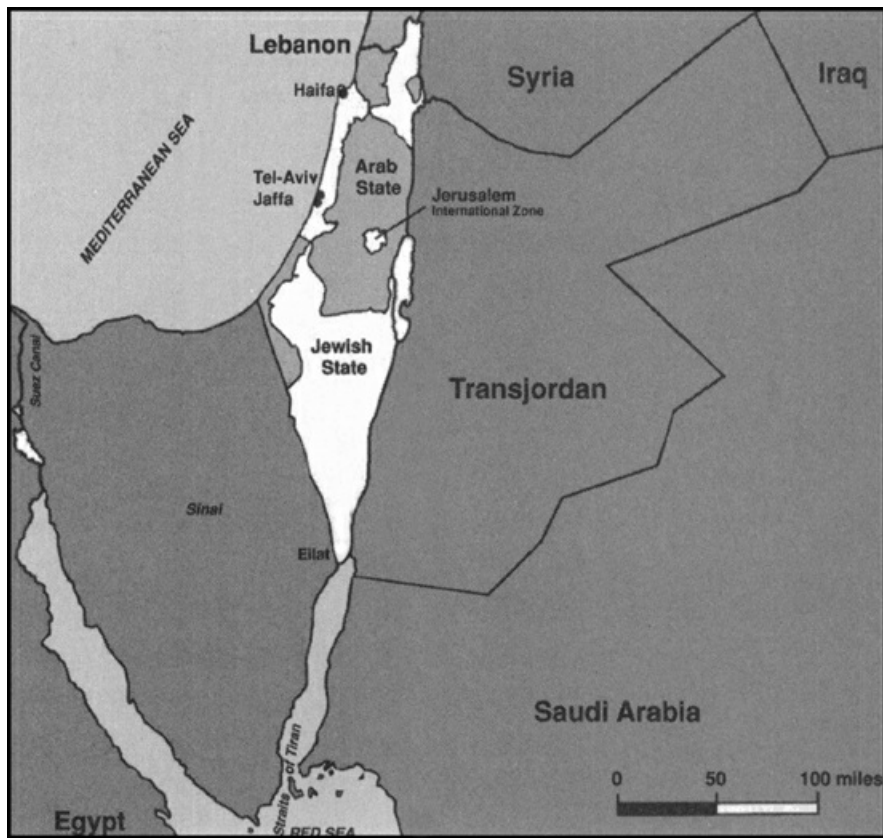 Lebanon
Syria
Iraq
Haifa
MEDITERRANEAN SEA
Tel-Aviv
Jaffa
Arab
State
Jerusalem
International Zone
Suez Canal
Jewish
State
Transjordan
Sinai
Eilat
Saudi Arabia
Straits of Tiran
0 50 100 miles
Egypt
RED SEA